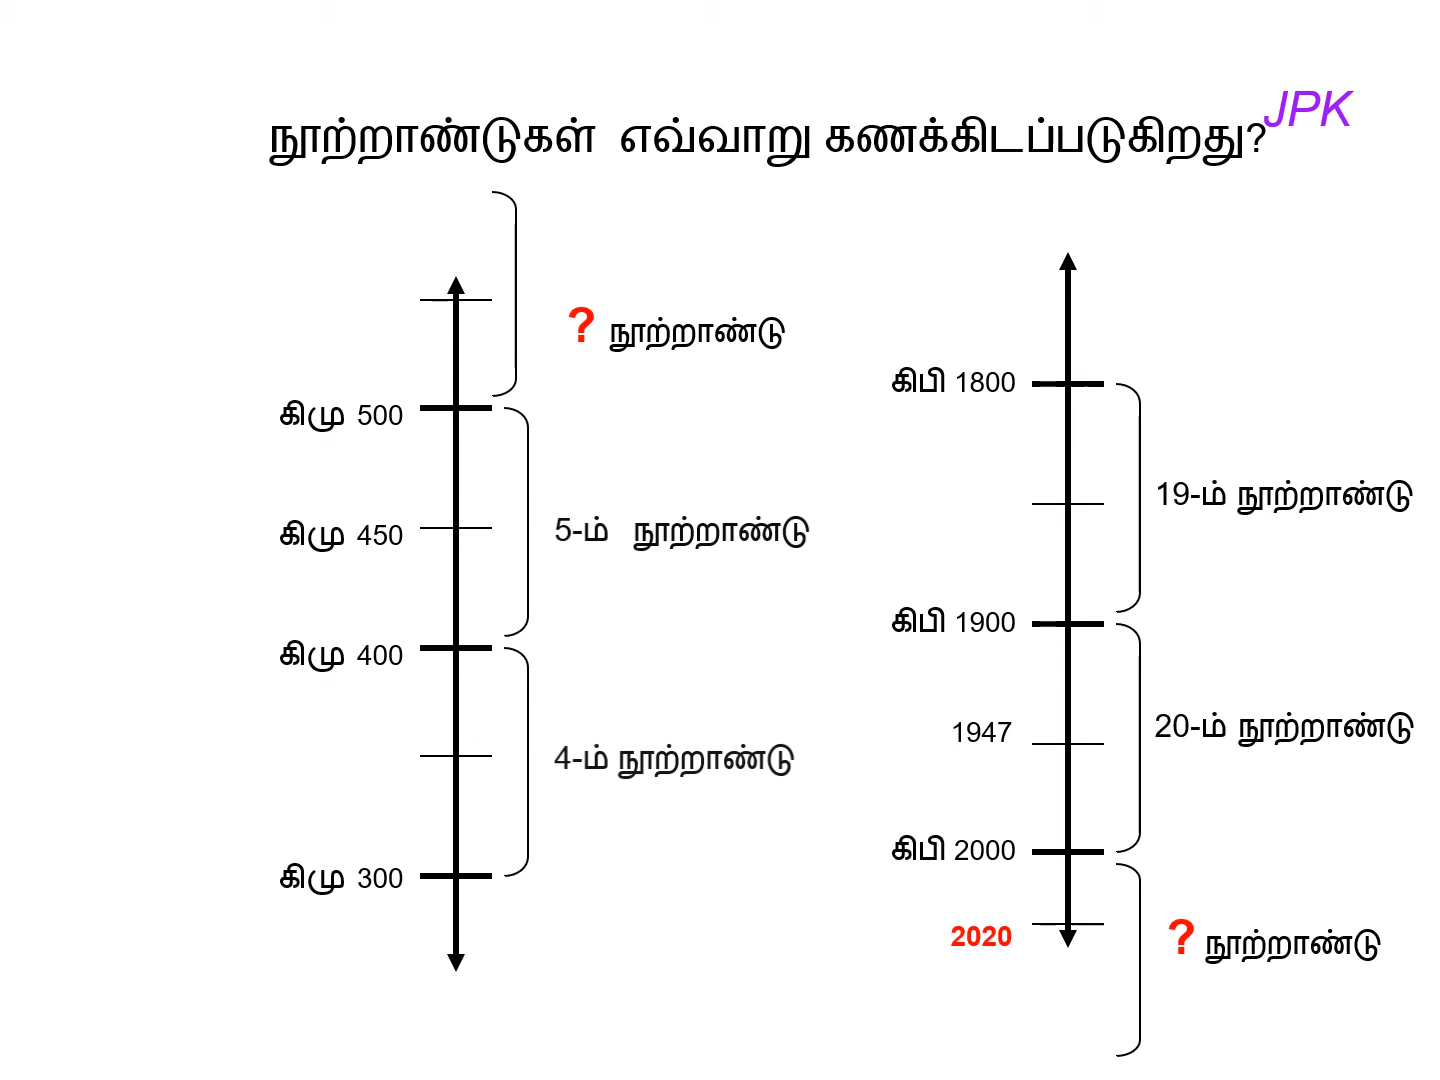 JPK
நூற்றாண்டுகள் எவ்வாறு கணக்கிடப்படுகிறது?
? நூற்றாண்டு
கிமு 500
கிமு 450
5-ம் நூற்றாண்டு
கிமு 400
4-ம் நூற்றாண்டு
கிமு 300
கிபி 1800
19-ம் நூற்றாண்டு
கிபி 1900
1947
20-ம் நூற்றாண்டு
கிபி 2000
2020
? நூற்றாண்டு